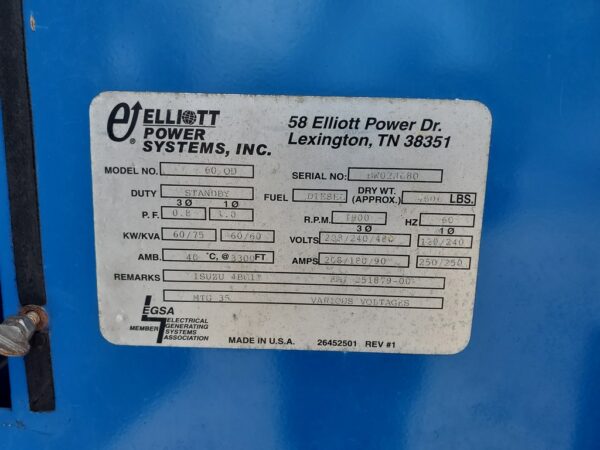 ELLIOTT
POWER
SYSTEMS, INC.
58 Elliott Power Dr.
Lexington, TN 38351
MODEL NO. 60 QD SERIAL NO:
DUTY STANDBY FUEL DIESEL DRY WT. (APPROX.) LBS.
3Ø 1Ø
P.F. 0.8 1.0 R.P.M. 1800 HZ 60
3Ø 1Ø
KW/KVA 60/75 60/60 VOLTS 208/240/480 120/240
AMB. 40 °C, @ 3300 FT AMPS 208/180/90 250/250
REMARKS ISUZU
MTG 35 VARIOUS VOLTAGES
EGSA
MEMBER
ELECTRICAL
GENERATING
SYSTEMS
ASSOCIATION
MADE IN U.S.A. 26452501 REV #1